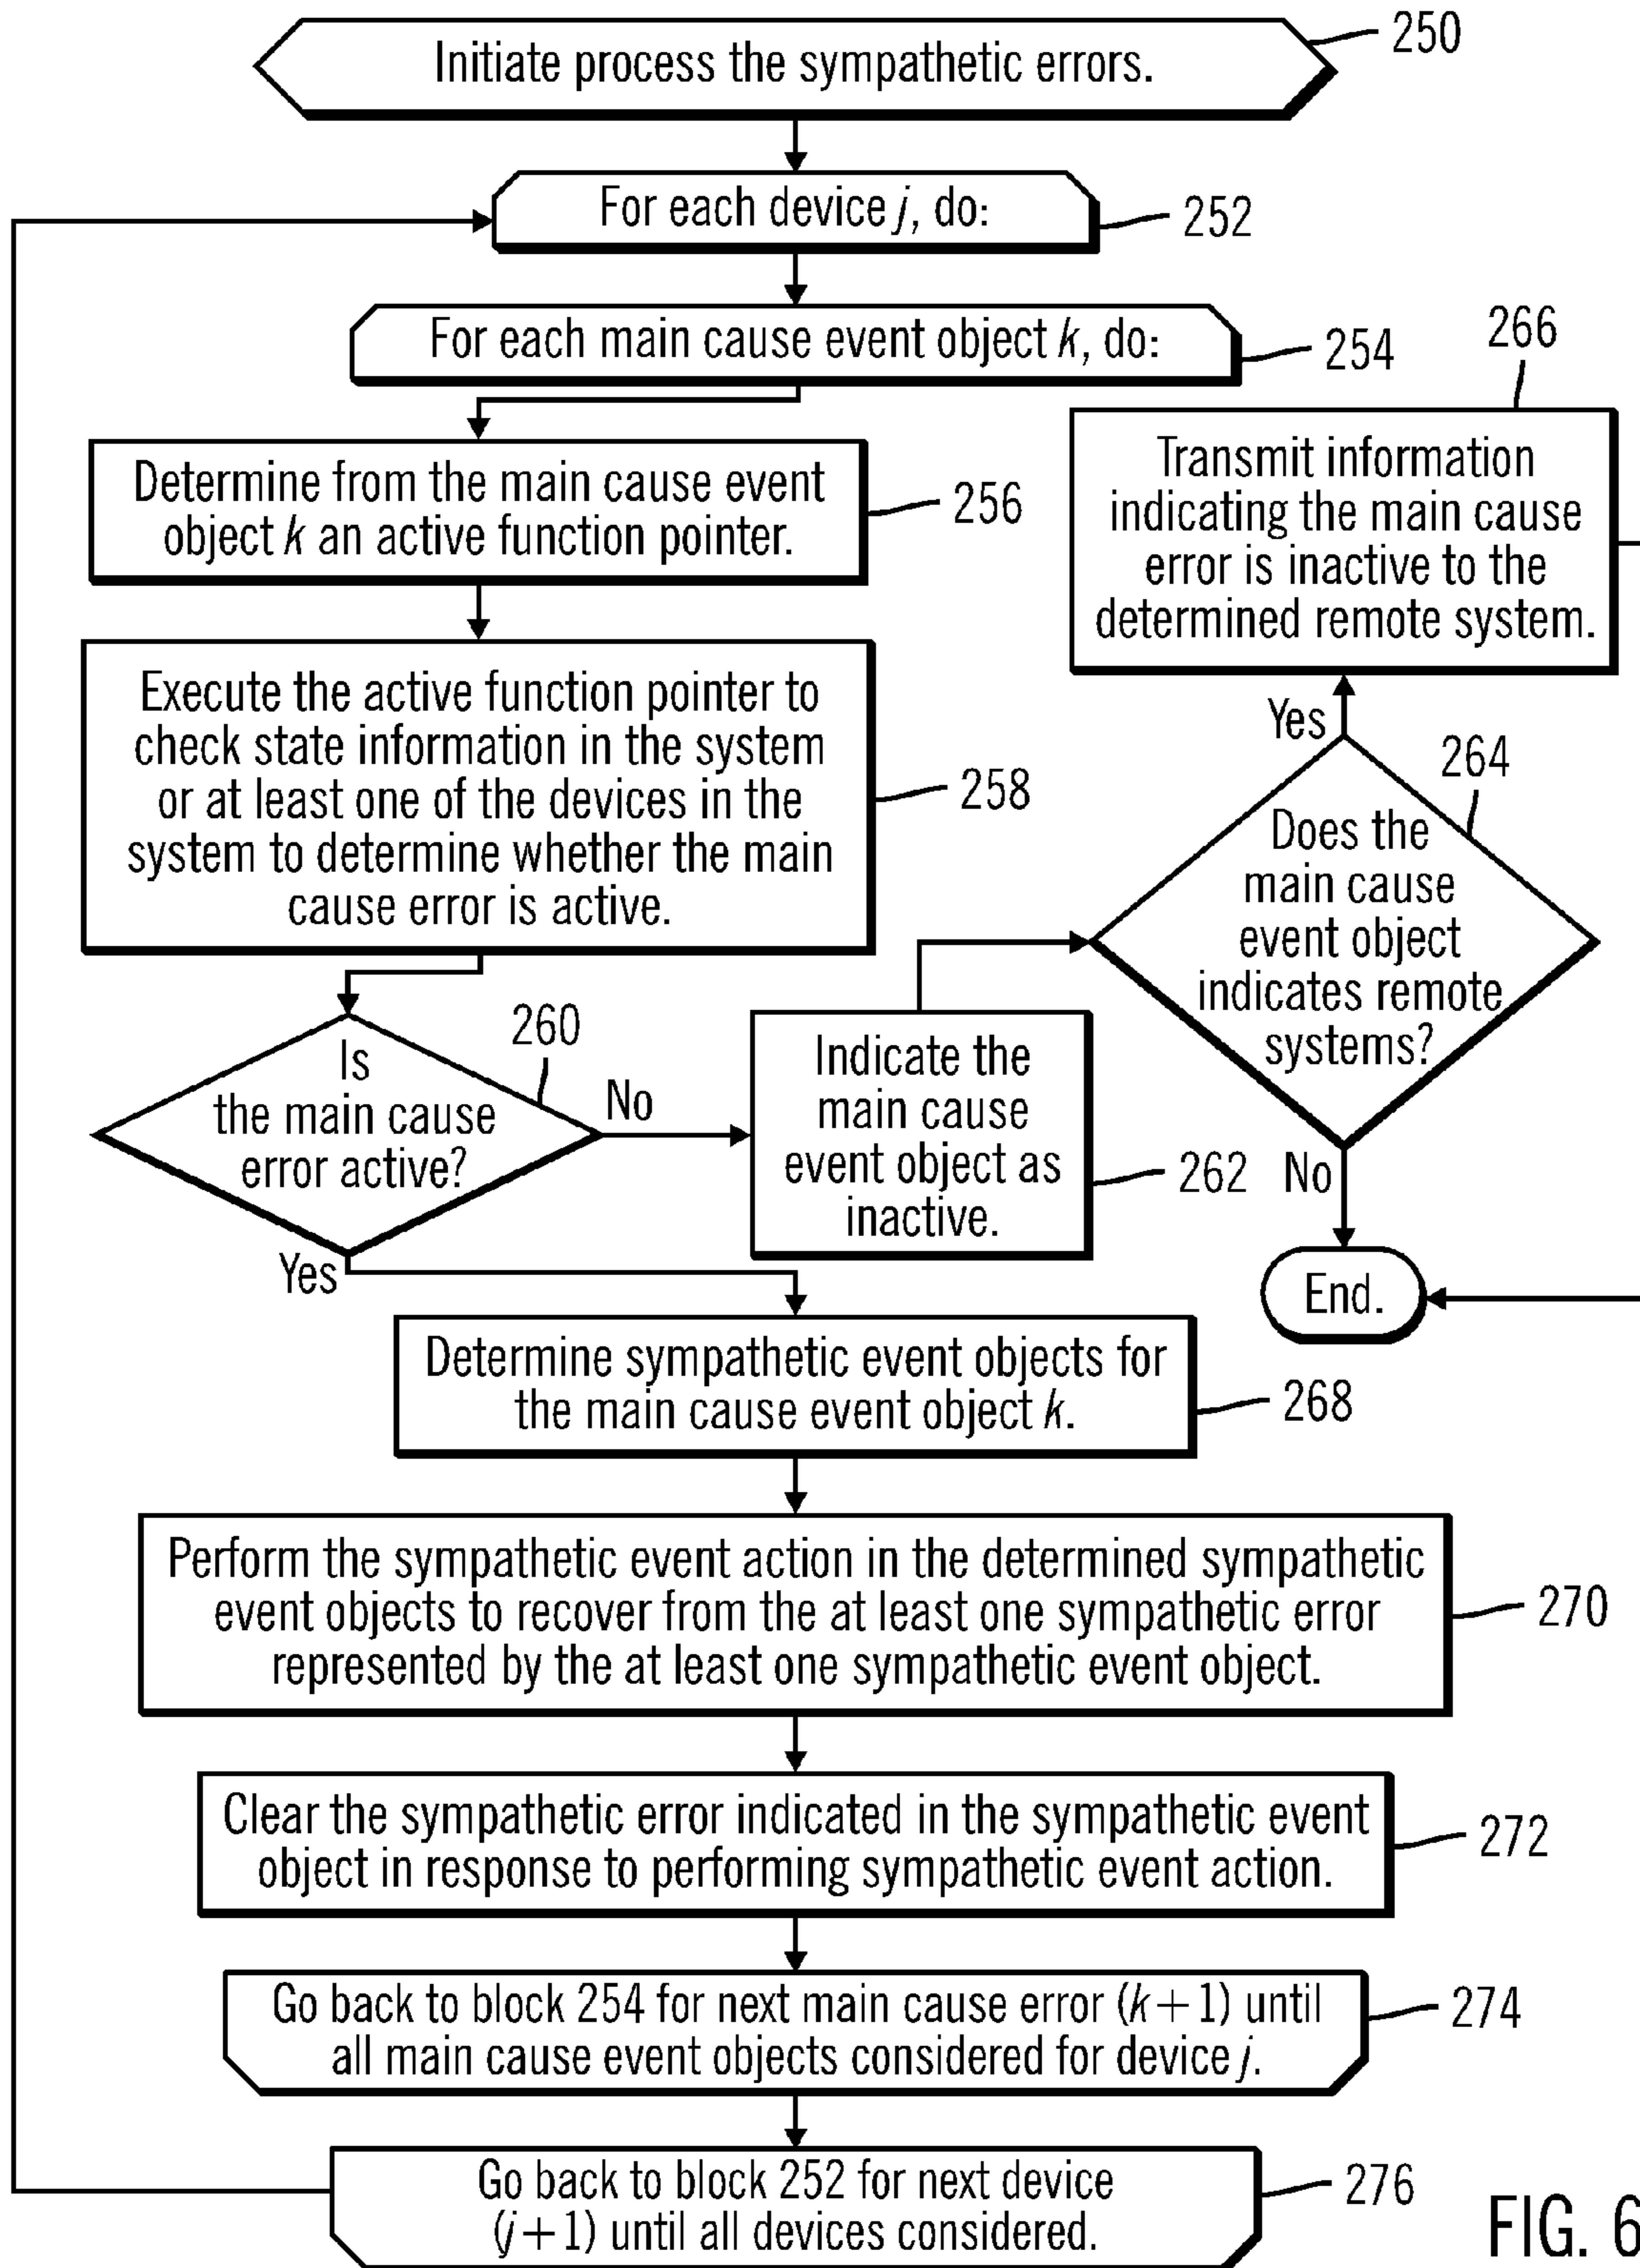 Initiate process the sympathetic errors.
250
For each device j, do:
252
For each main cause event object k, do:
254
Determine from the main cause event
object k an active function pointer.
256
Execute the active function pointer to
check state information in the system
or at least one of the devices in the
system to determine whether the main
cause error is active.
258
Is
the main cause
error active?
260
No
Yes
Indicate the
main cause
event object as
inactive.
262
Does the
main cause
event object
indicates remote
systems?
264
Yes
No
266
Transmit information
indicating the main cause
error is inactive to the
determined remote system.
End.
Determine sympathetic event objects for
the main cause event object k.
268
Perform the sympathetic event action in the determined sympathetic
event objects to recover from the at least one sympathetic error
represented by the at least one sympathetic event object.
270
Clear the sympathetic error indicated in the sympathetic event
object in response to performing sympathetic event action.
272
Go back to block 254 for next main cause error (k+1) until
all main cause event objects considered for device j.
274
Go back to block 252 for next device
(j+1) until all devices considered.
276
FIG. 6